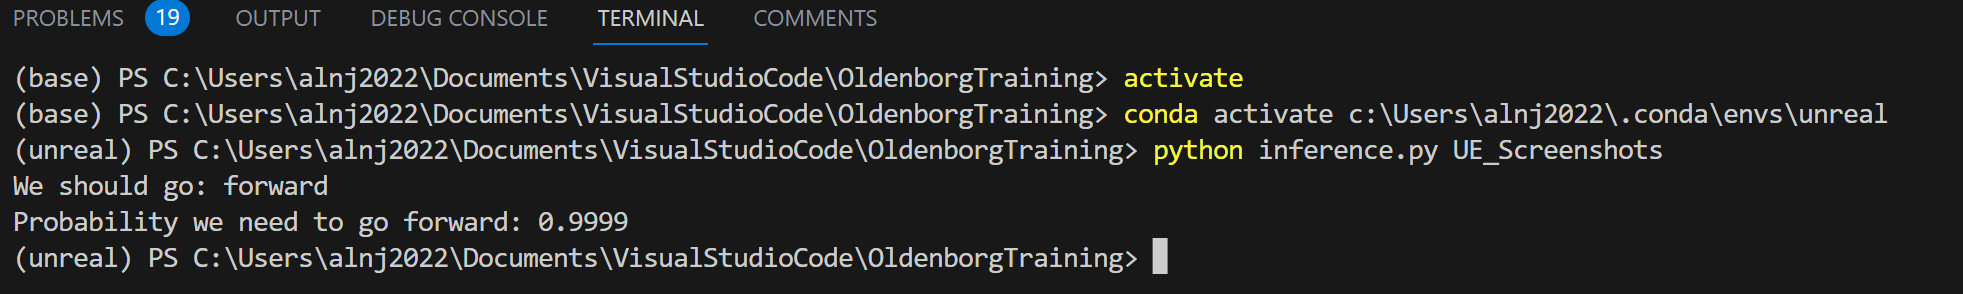 PROBLEMS 19 OUTPUT DEBUG CONSOLE TERMINAL COMMENTS
(base) PS C:\Users\alnj2022\Documents\VisualStudioCode\OldenborgTraining> activate
(base) PS C:\Users\alnj2022\Documents\VisualStudioCode\OldenborgTraining> conda activate c:\Users\alnj2022\.conda\envs\unreal
(unreal) PS C:\Users\alnj2022\Documents\VisualStudioCode\OldenborgTraining> python inference.py UE_Screenshots
We should go: forward
Probability we need to go forward: 0.9999
(unreal) PS C:\Users\alnj2022\Documents\VisualStudioCode\OldenborgTraining>